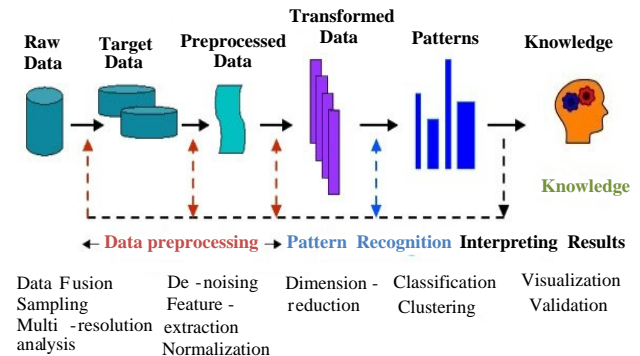 Raw
Data
Target
Data
Preprocessed
Data
Transformed
Data
Patterns
Knowledge
Knowledge
Data preprocessing
Pattern Recognition
Interpreting Results
Data Fusion
Sampling
Multi -resolution
analysis
De -noising
Feature -
extraction
Normalization
Dimension -
reduction
Classification
Clustering
Visualization
Validation